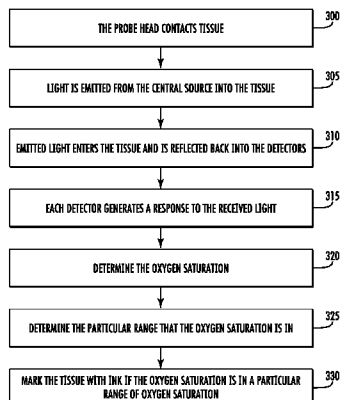 300
THE PROBE HEAD CONTACTS TISSUE
305
LIGHT IS EMITTED FROM THE CENTRAL SOURCE INTO THE TISSUE
310
EMITTED LIGHT ENTERS THE TISSUE AND IS REFLECTED BACK INTO THE DETECTORS
315
EACH DETECTOR GENERATES A RESPONSE TO THE RECEIVED LIGHT
320
DETERMINE THE OXYGEN SATURATION
325
DETERMINE THE PARTICULAR RANGE THAT THE OXYGEN SATURATION IS IN
330
MARK THE TISSUE WITH INK IF THE OXYGEN SATURATION IS IN A PARTICULAR
RANGE OF OXYGEN SATURATION